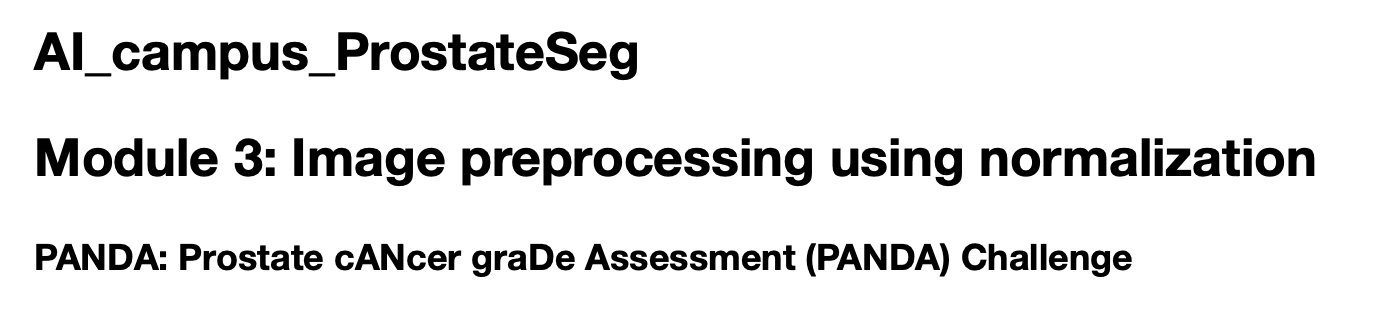 AI_campus_ProstateSeg
Module 3: Image preprocessing using normalization
PANDA: Prostate cANcer graDe Assessment (PANDA) Challenge